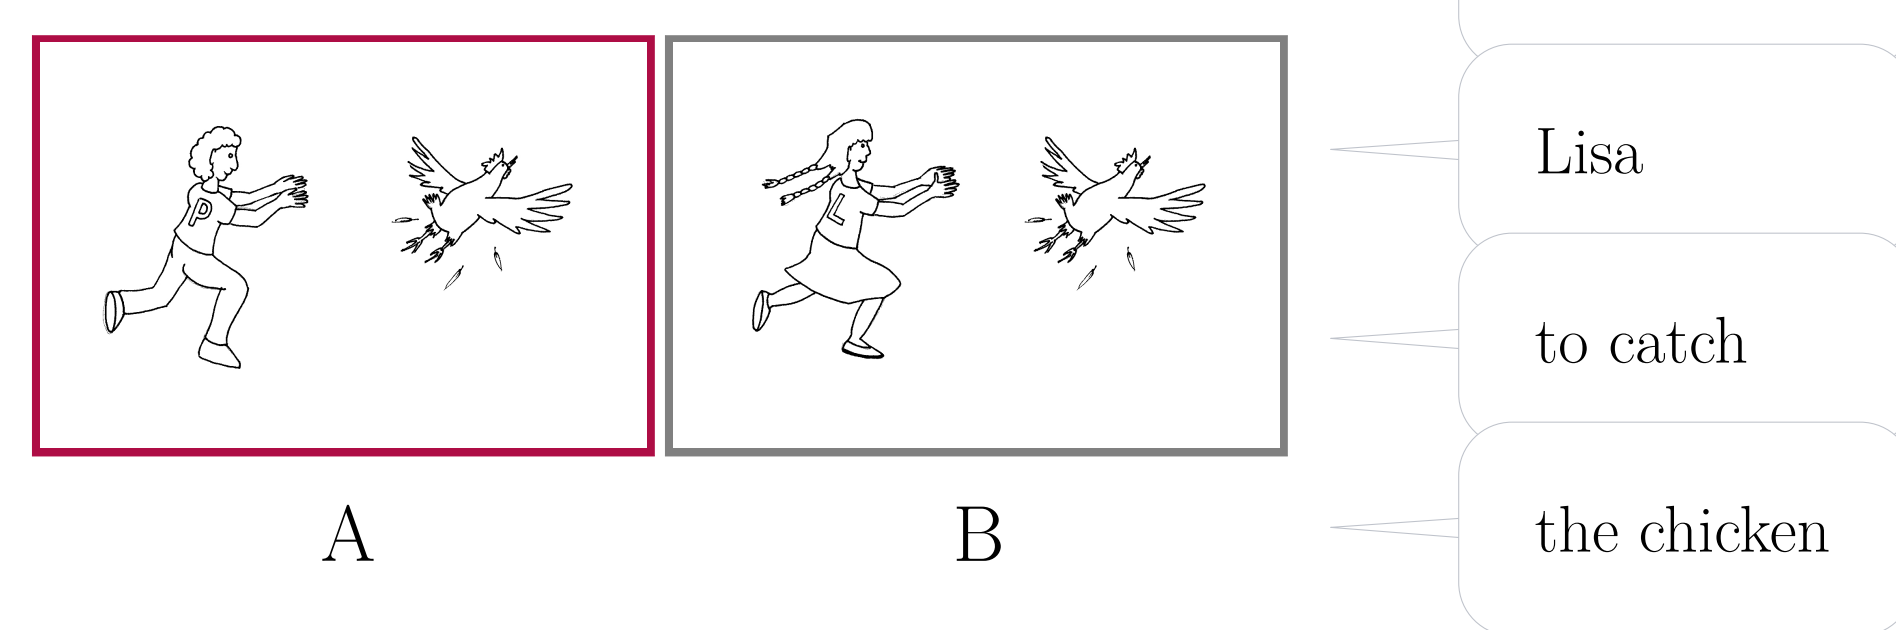 P
L
Lisa
to catch
the chicken
A
B